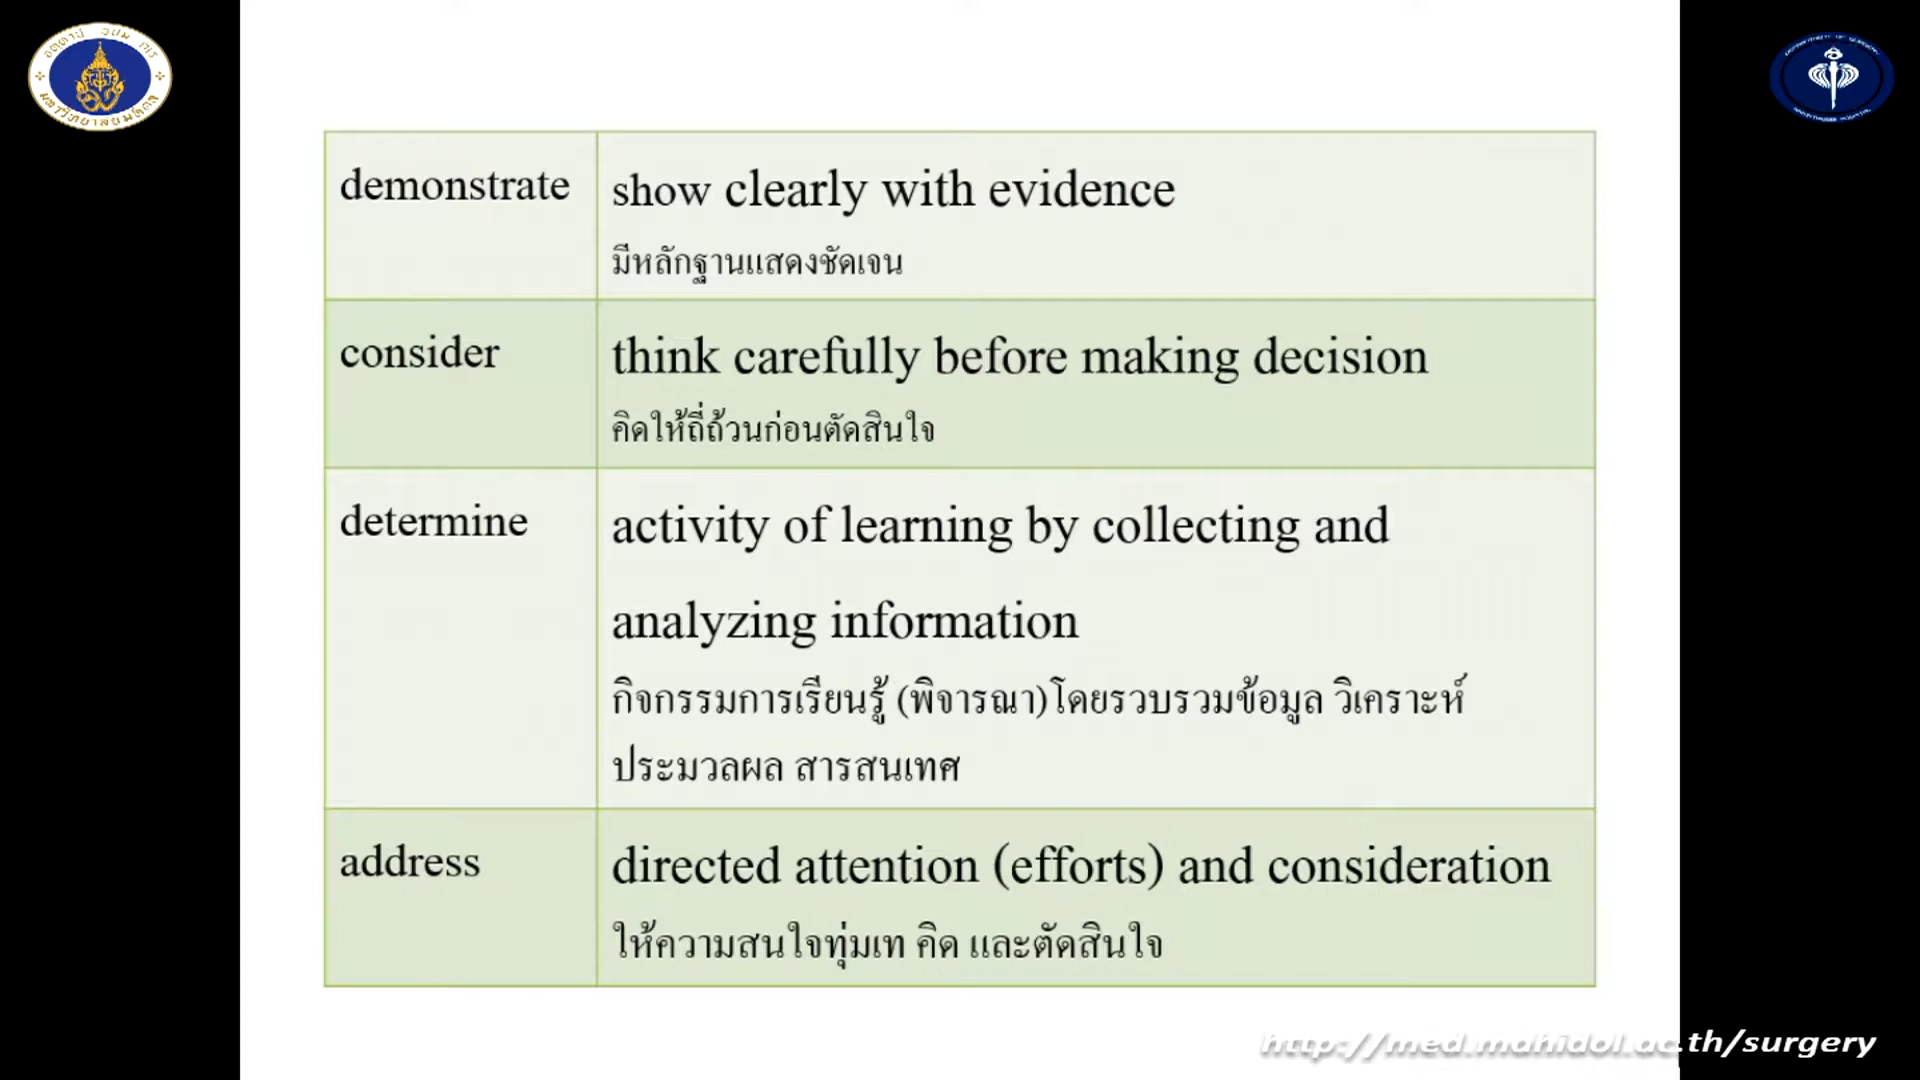 demonstrate
show clearly with evidence
มีหลักฐานแสดงชัดเจน
consider
think carefully before making decision
คิดให้ถี่ถ้วนก่อนตัดสินใจ
determine
activity of learning by collecting and
analyzing information
กิจกรรมการเรียนรู้ (พิจารณา)โดยรวบรวมข้อมูล วิเคราะห์
ประมวลผล สารสนเทศ
address
directed attention (efforts) and consideration
ให้ความสนใจทุ่มเท คิด และตัดสินใจ
http://med.mahidol.ac.th/surgery